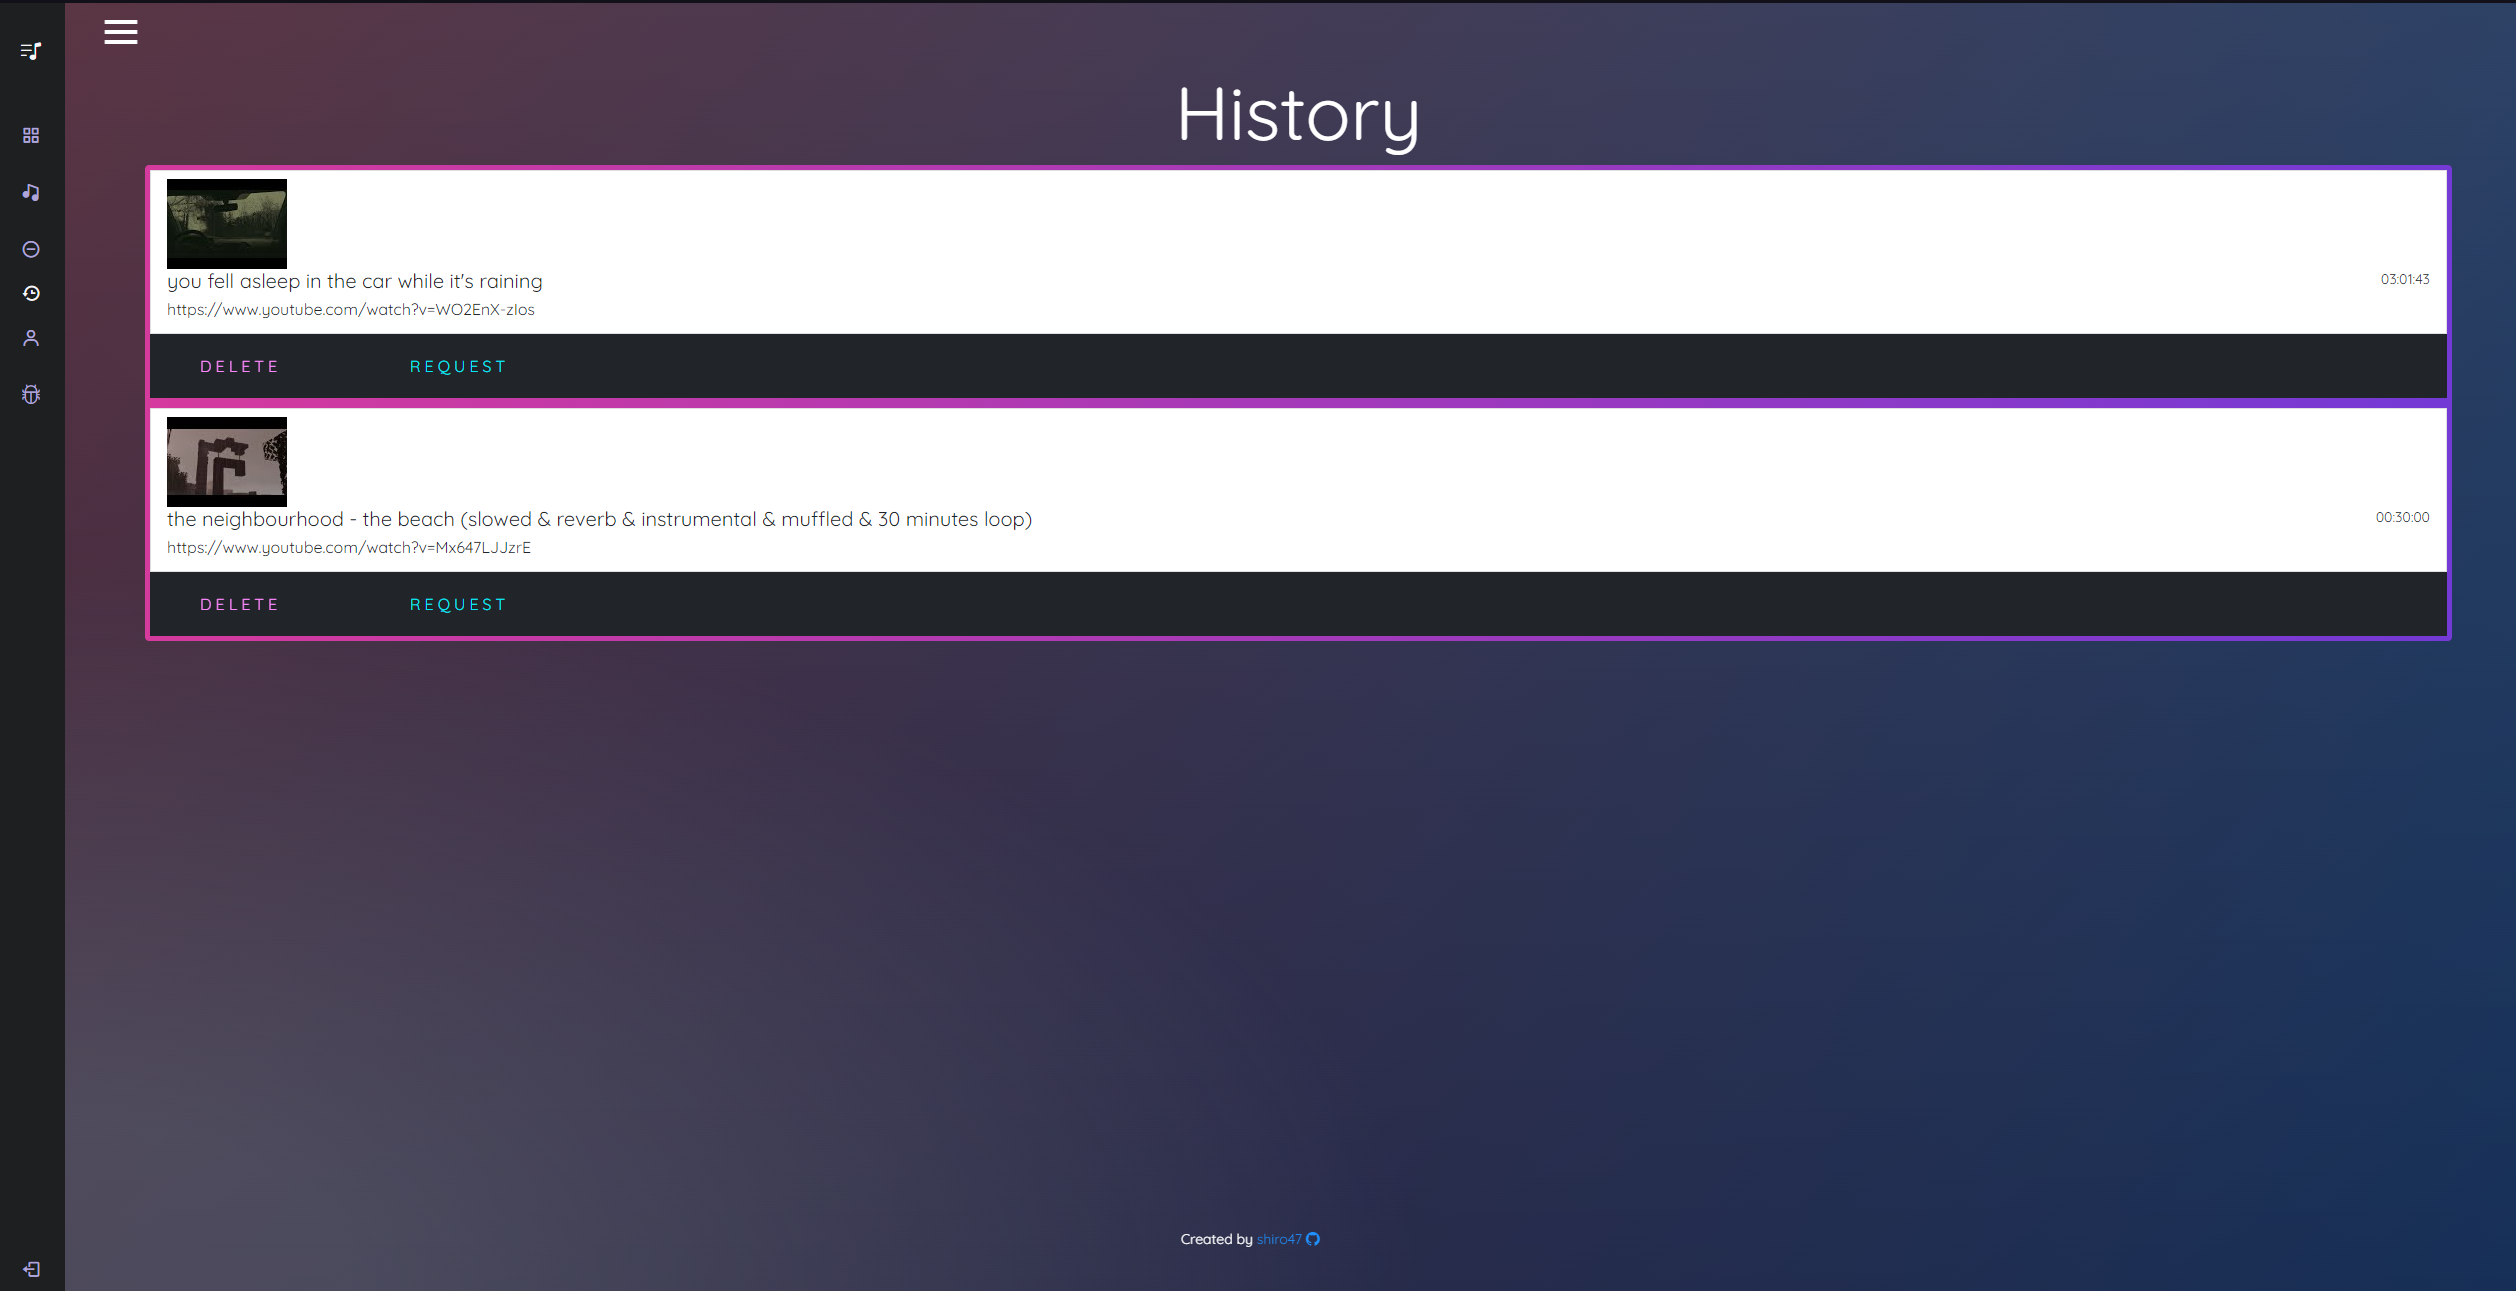 History
you fell asleep in the car while it's raining
03:01:43
https://www.youtube.com/watch?v=WO2EnX-zIos
DELETE REQUEST
the neighbourhood - the beach (slowed & reverb & instrumental & muffled & 30 minutes loop)
00:30:00
https://www.youtube.com/watch?v=Mx647LJJzrE
DELETE REQUEST
Created by shiro47